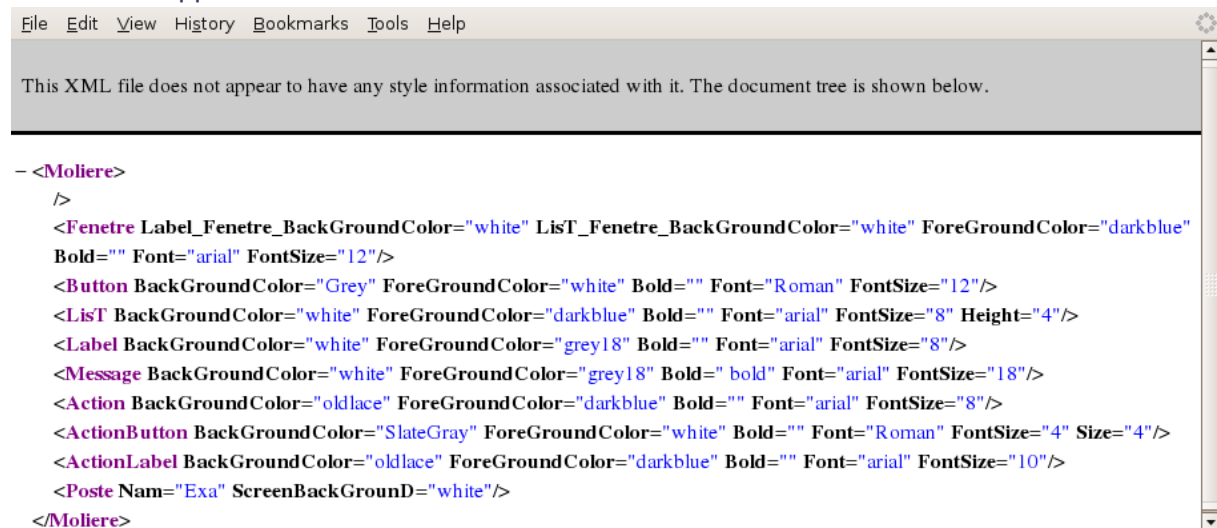 File Edit View History Bookmarks Tools Help
This XML file does not appear to have any style information associated with it. The document tree is shown below.
– <Moliere>
/>
<Fenetre Label_Fenetre_BackGroundColor="white" LisT_Fenetre_BackGroundColor="white" ForeGroundColor="darkblue"
Bold="" Font="arial" FontSize="12"/>
<Button BackGroundColor="Grey" ForeGroundColor="white" Bold="" Font="Roman" FontSize="12"/>
<LisT BackGroundColor="white" ForeGroundColor="darkblue" Bold="" Font="arial" FontSize="8" Height="4"/>
<Label BackGroundColor="white" ForeGroundColor="grey18" Bold="" Font="arial" FontSize="8"/>
<Message BackGroundColor="white" ForeGroundColor="grey18" Bold=" bold" Font="arial" FontSize="18"/>
<Action BackGroundColor="oldlace" ForeGroundColor="darkblue" Bold="" Font="arial" FontSize="8"/>
<ActionButton BackGroundColor="SlateGray" ForeGroundColor="white" Bold="" Font="Roman" FontSize="4" Size="4"/>
<ActionLabel BackGroundColor="oldlace" ForeGroundColor="darkblue" Bold="" Font="arial" FontSize="10"/>
<Poste Nam="Exa" ScreenBackGrounD="white"/>
</Moliere>